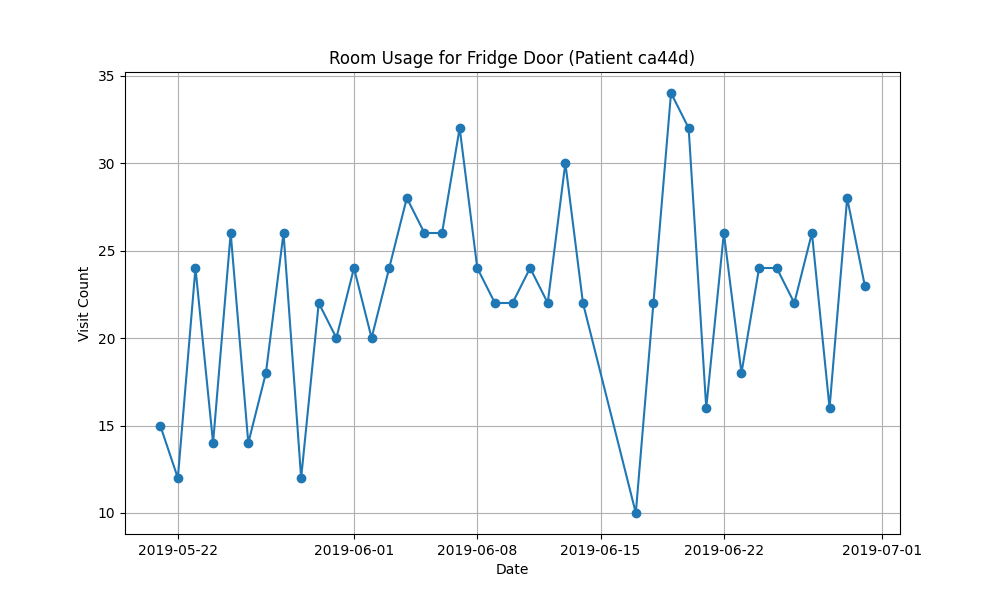 Room Usage for Fridge Door (Patient ca44d)
35
30
25
20
15
10
Visit Count
2019-05-22 2019-06-01 2019-06-08 2019-06-15 2019-06-22 2019-07-01
Date